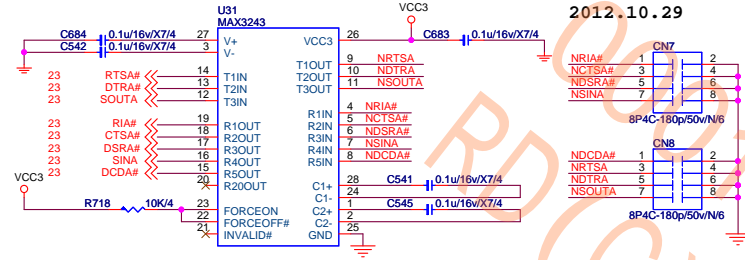 U31
MAX3243
VCC3
2012.10.29
C684 0.1u/16v/X7/4 27 V+
C542 0.1u/16v/X7/4 3 V-
VCC3 26 C683 0.1u/16v/X7/4
23 RTSA# 14 T1IN
23 DTRA# 13 T2IN
23 SOUTA 12 T3IN
T1OUT 9 NRTSA
T2OUT 10 NDTRA
T3OUT 11 NSOUTA
23 RIA# 19 R1OUT
23 CTSA# 18 R2OUT
23 DSRA# 17 R3OUT
23 SINA 16 R4OUT
23 DCDA# 15 R5OUT
20 R20OUT
R1IN 4 NRIA#
R2IN 5 NCTSA#
R3IN 6 NDSRA#
R4IN 7 NSINA
R5IN 8 NDCDA#
C1+ 28 C541 0.1u/16v/X7/4
C1- 24
C2+ 1 C545 0.1u/16v/X7/4
C2- 2
GND 25
VCC3
R718 10K/4 23 FORCEON
22 FORCEOFF#
21 INVALID#
CN7
NRIA# 1 2
NCTSA# 3 4
NDSRA# 5 6
NSINA 7 8
8P4C-180p/50v/N/6
CN8
NDCDA# 1 2
NRTSA 3 4
NDTRA 5 6
NSOUTA 7 8
8P4C-180p/50v/N/6